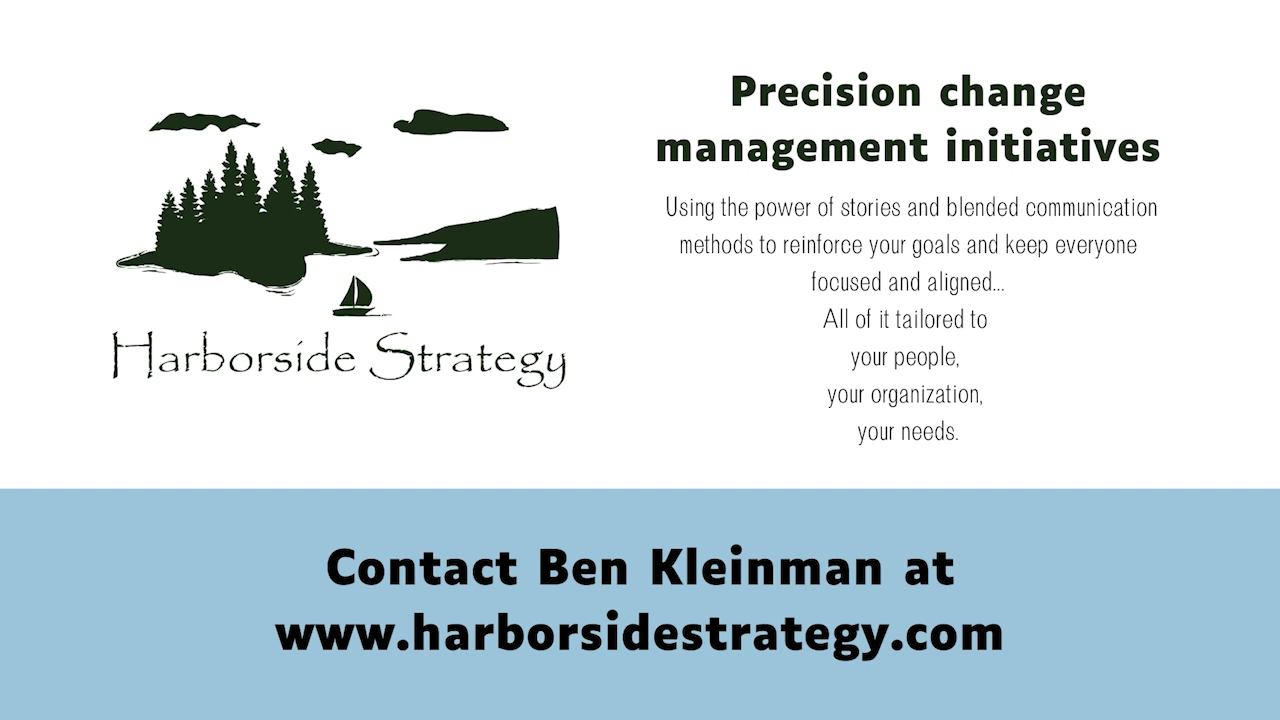 Harborside Strategy
Precision change
management initiatives
Using the power of stories and blended communication
methods to reinforce your goals and keep everyone
focused and aligned...
All of it tailored to
your people,
your organization,
your needs.
Contact Ben Kleinman at
www.harborsidestrategy.com